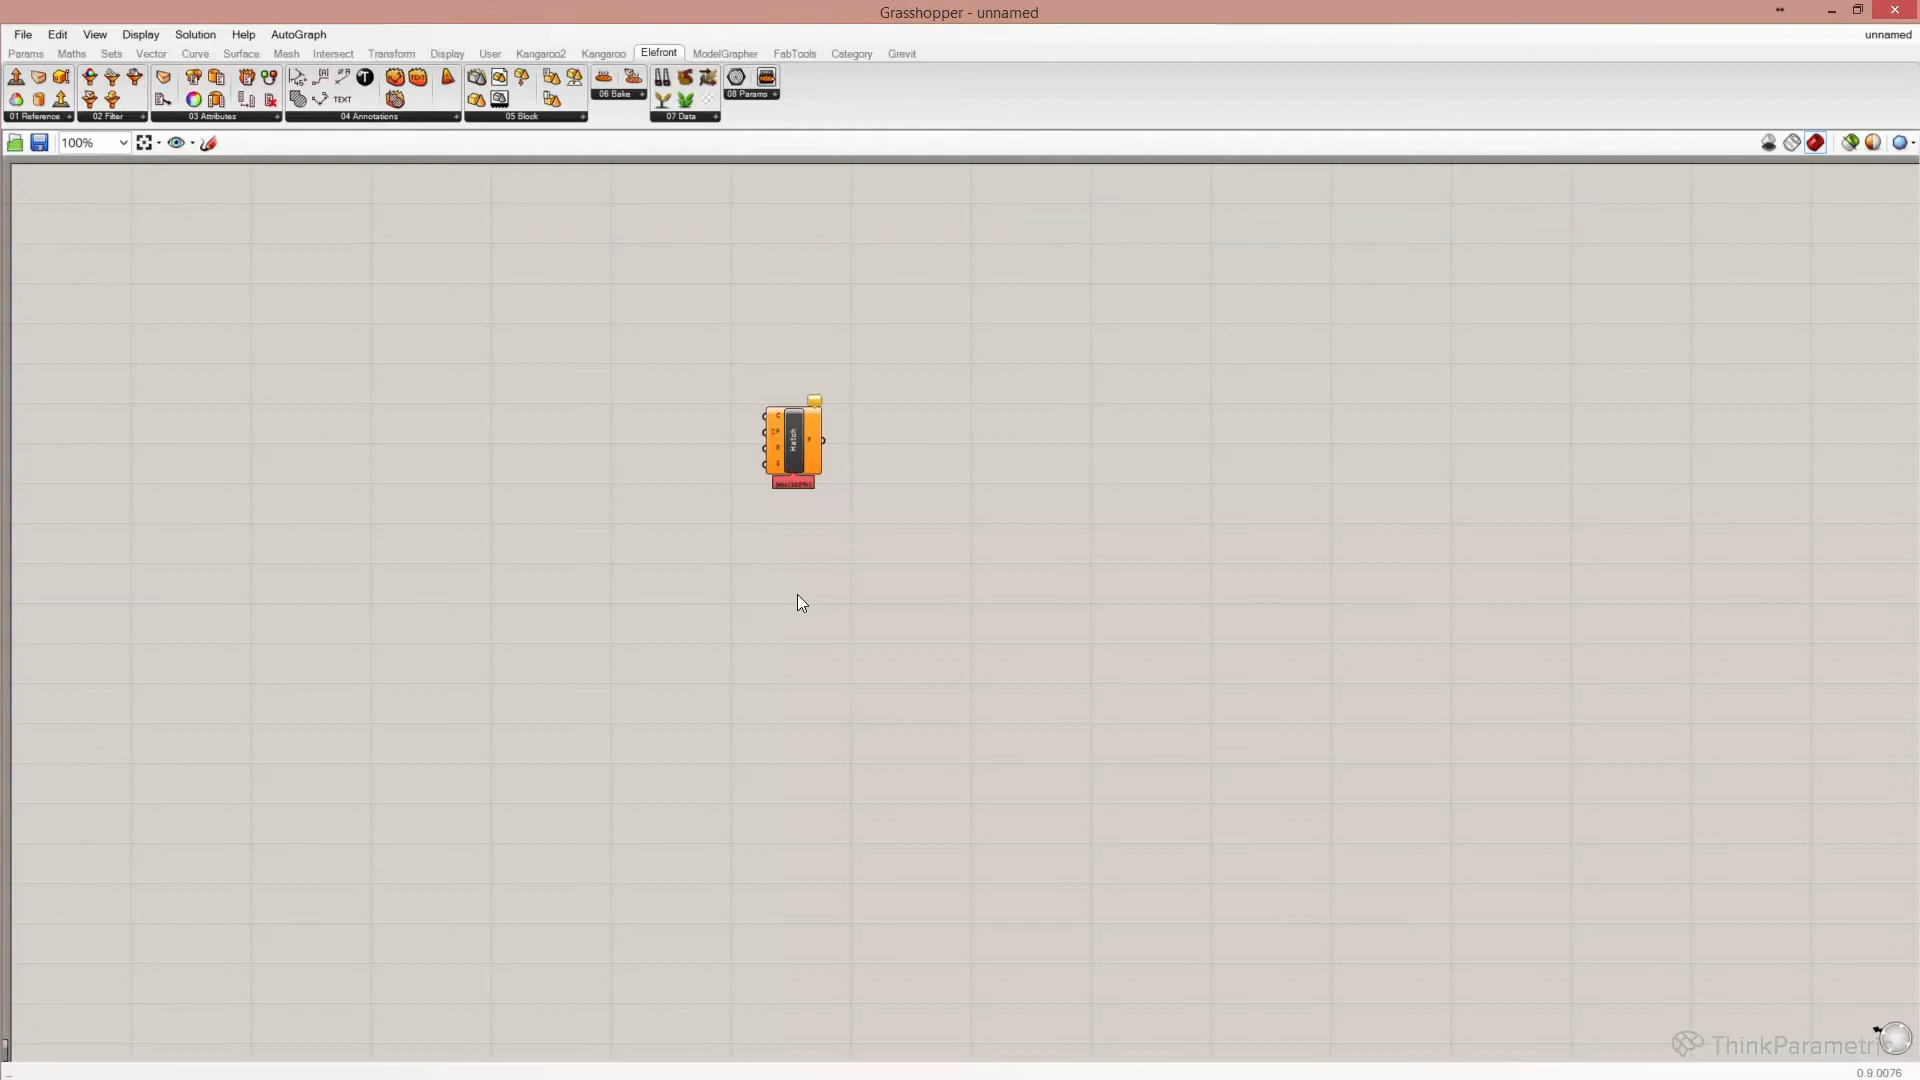 Grasshopper - unnamed
File Edit View Display Solution Help AutoGraph unnamed
Params Maths Sets Vector Curve Surface Mesh Intersect Transform Display User Kangaroo2 Kangaroo Elefront ModelGrapher FabTools Category Grevit
TEXT
TEXT
01 Reference 02 Filter 03 Attributes 04 Annotations 05 Block 06 Bake 07 Data 08 Params
100%
C
P
R
S
Hatch
ThinkParametric
0.9.0076